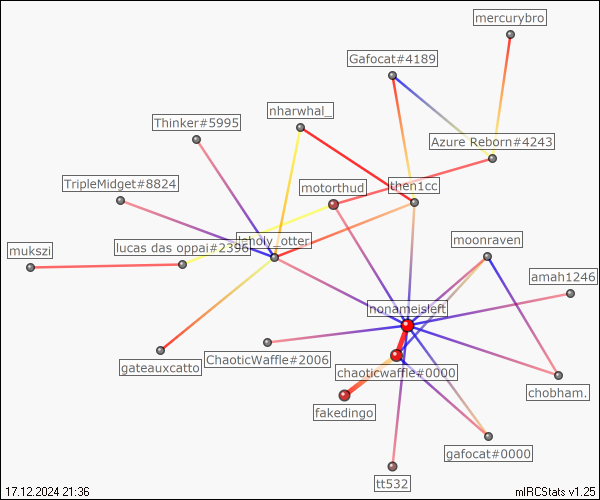 mercurybro
Gafocat#4189
nharwhal_
Thinker#5995
Azure Reborn#4243
TripleMidget#8824
motorthud
then1cc
lucas das oppai#2396
holy_otter
moonraven
mukszi
amah1246
nonameisleft
ChaoticWaffle#2006
chaoticwaffle#0000
gateauxcatto
chobham.
fakedingo
gafocat#0000
tt532
17.12.2024 21:36
mIRCStats v1.25